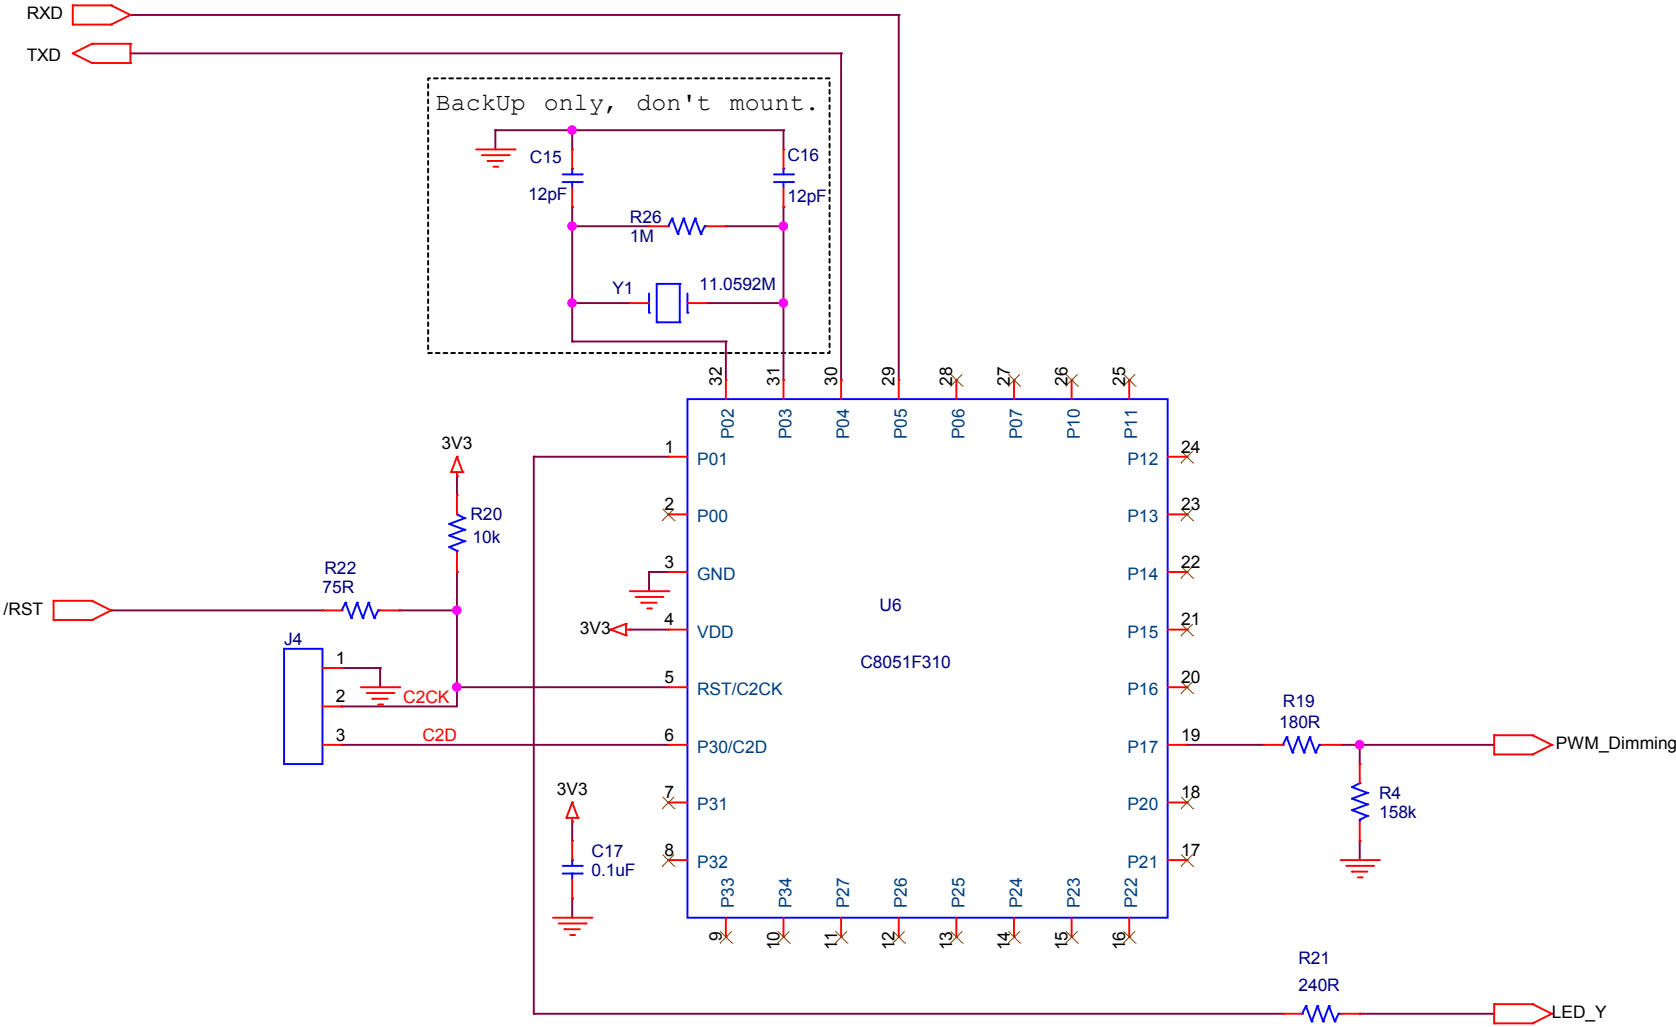 RXD
TXD
BackUp only, don't mount.
C15
12pF
C16
12pF
R26
1M
Y1
11.0592M
32
31
30
29
28
27
26
25
P02
P03
P04
P05
P06
P07
P10
P11
1
P01
2
P00
3
GND
3V3
4
VDD
5
RST/C2CK
6
P30/C2D
7
P31
8
P32
P12
24
P13
23
P14
22
P15
21
P16
20
P17
19
P20
18
P21
17
U6
C8051F310
P33
P34
P27
P26
P25
P24
P23
P22
9
10
11
12
13
14
15
16
3V3
R20
10k
R22
75R
/RST
J4
1
2
C2CK
3
C2D
3V3
C17
0.1uF
R19
180R
PWM_Dimming
R4
158k
R21
240R
LED_Y